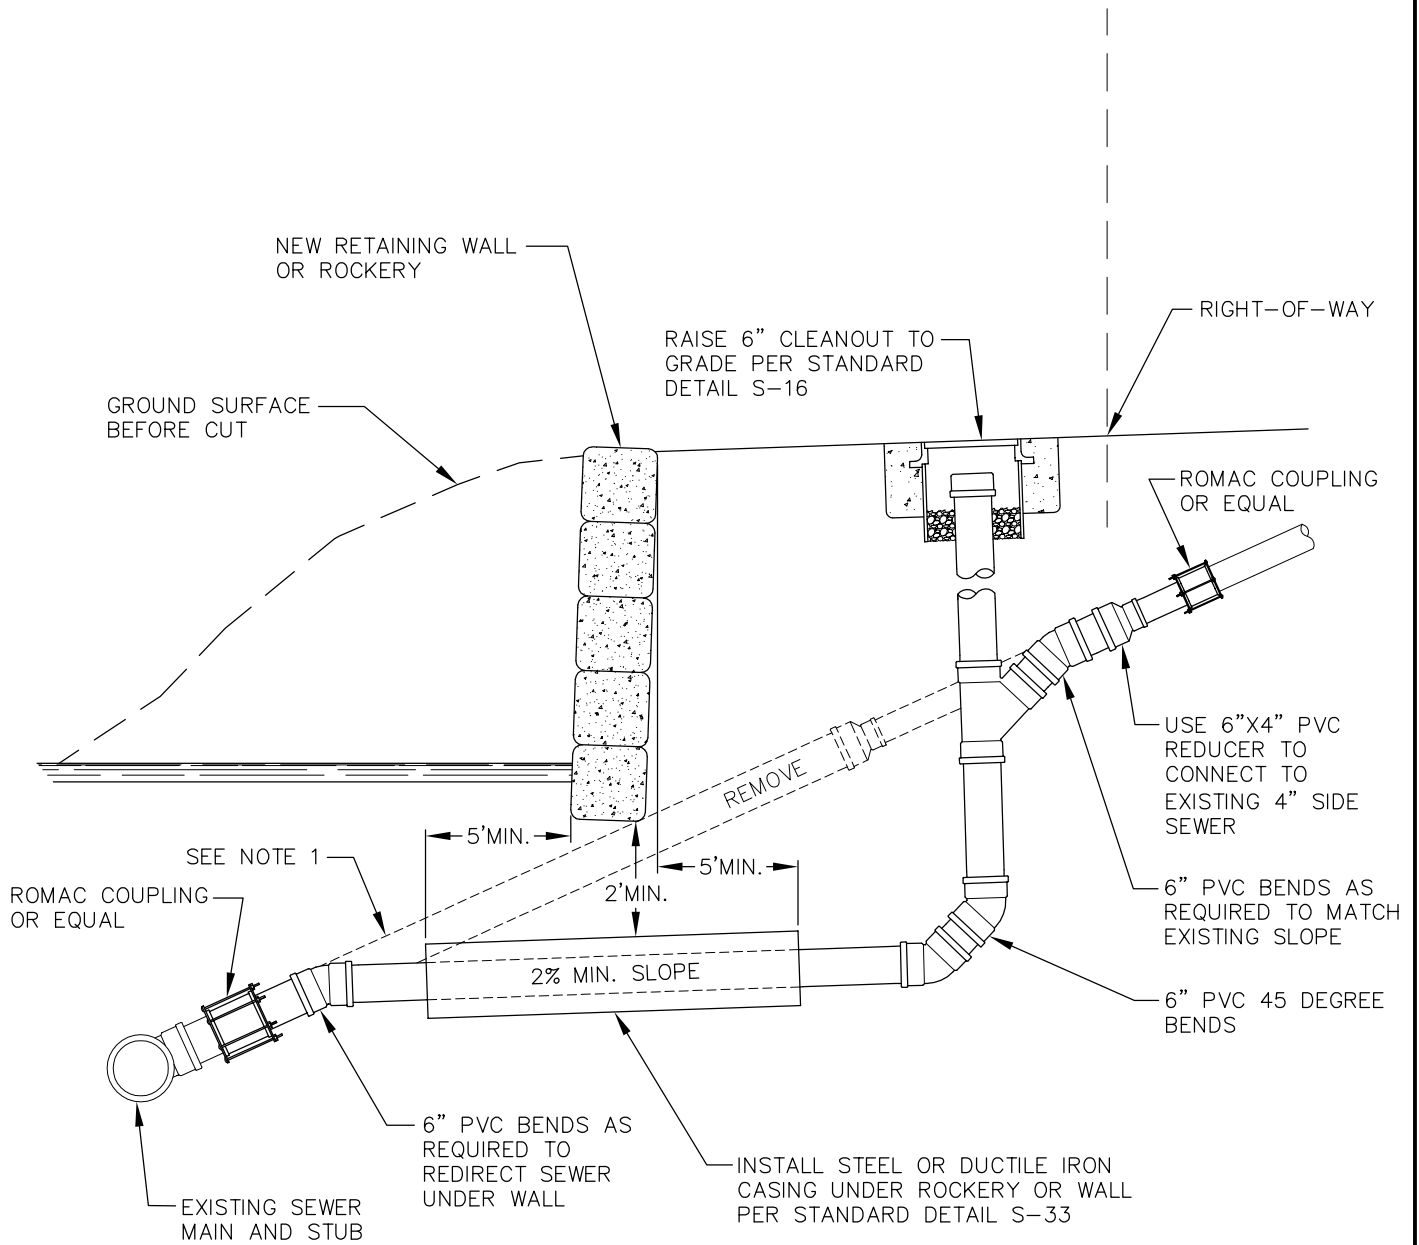 NEW RETAINING WALL
OR ROCKERY
RIGHT-OF-WAY
RAISE 6" CLEANOUT TO
GRADE PER STANDARD
DETAIL S-16
GROUND SURFACE
BEFORE CUT
ROMAC COUPLING
OR EQUAL
USE 6"X4" PVC
REDUCER TO
CONNECT TO
EXISTING 4" SIDE
SEWER
REMOVE
5'MIN.
SEE NOTE 1
5'MIN.
2'MIN.
ROMAC COUPLING
OR EQUAL
6" PVC BENDS AS
REQUIRED TO MATCH
EXISTING SLOPE
2% MIN. SLOPE
6" PVC 45 DEGREE
BENDS
6" PVC BENDS AS
REQUIRED TO
REDIRECT SEWER
UNDER WALL
INSTALL STEEL OR DUCTILE IRON
CASING UNDER ROCKERY OR WALL
PER STANDARD DETAIL S-33
EXISTING SEWER
MAIN AND STUB